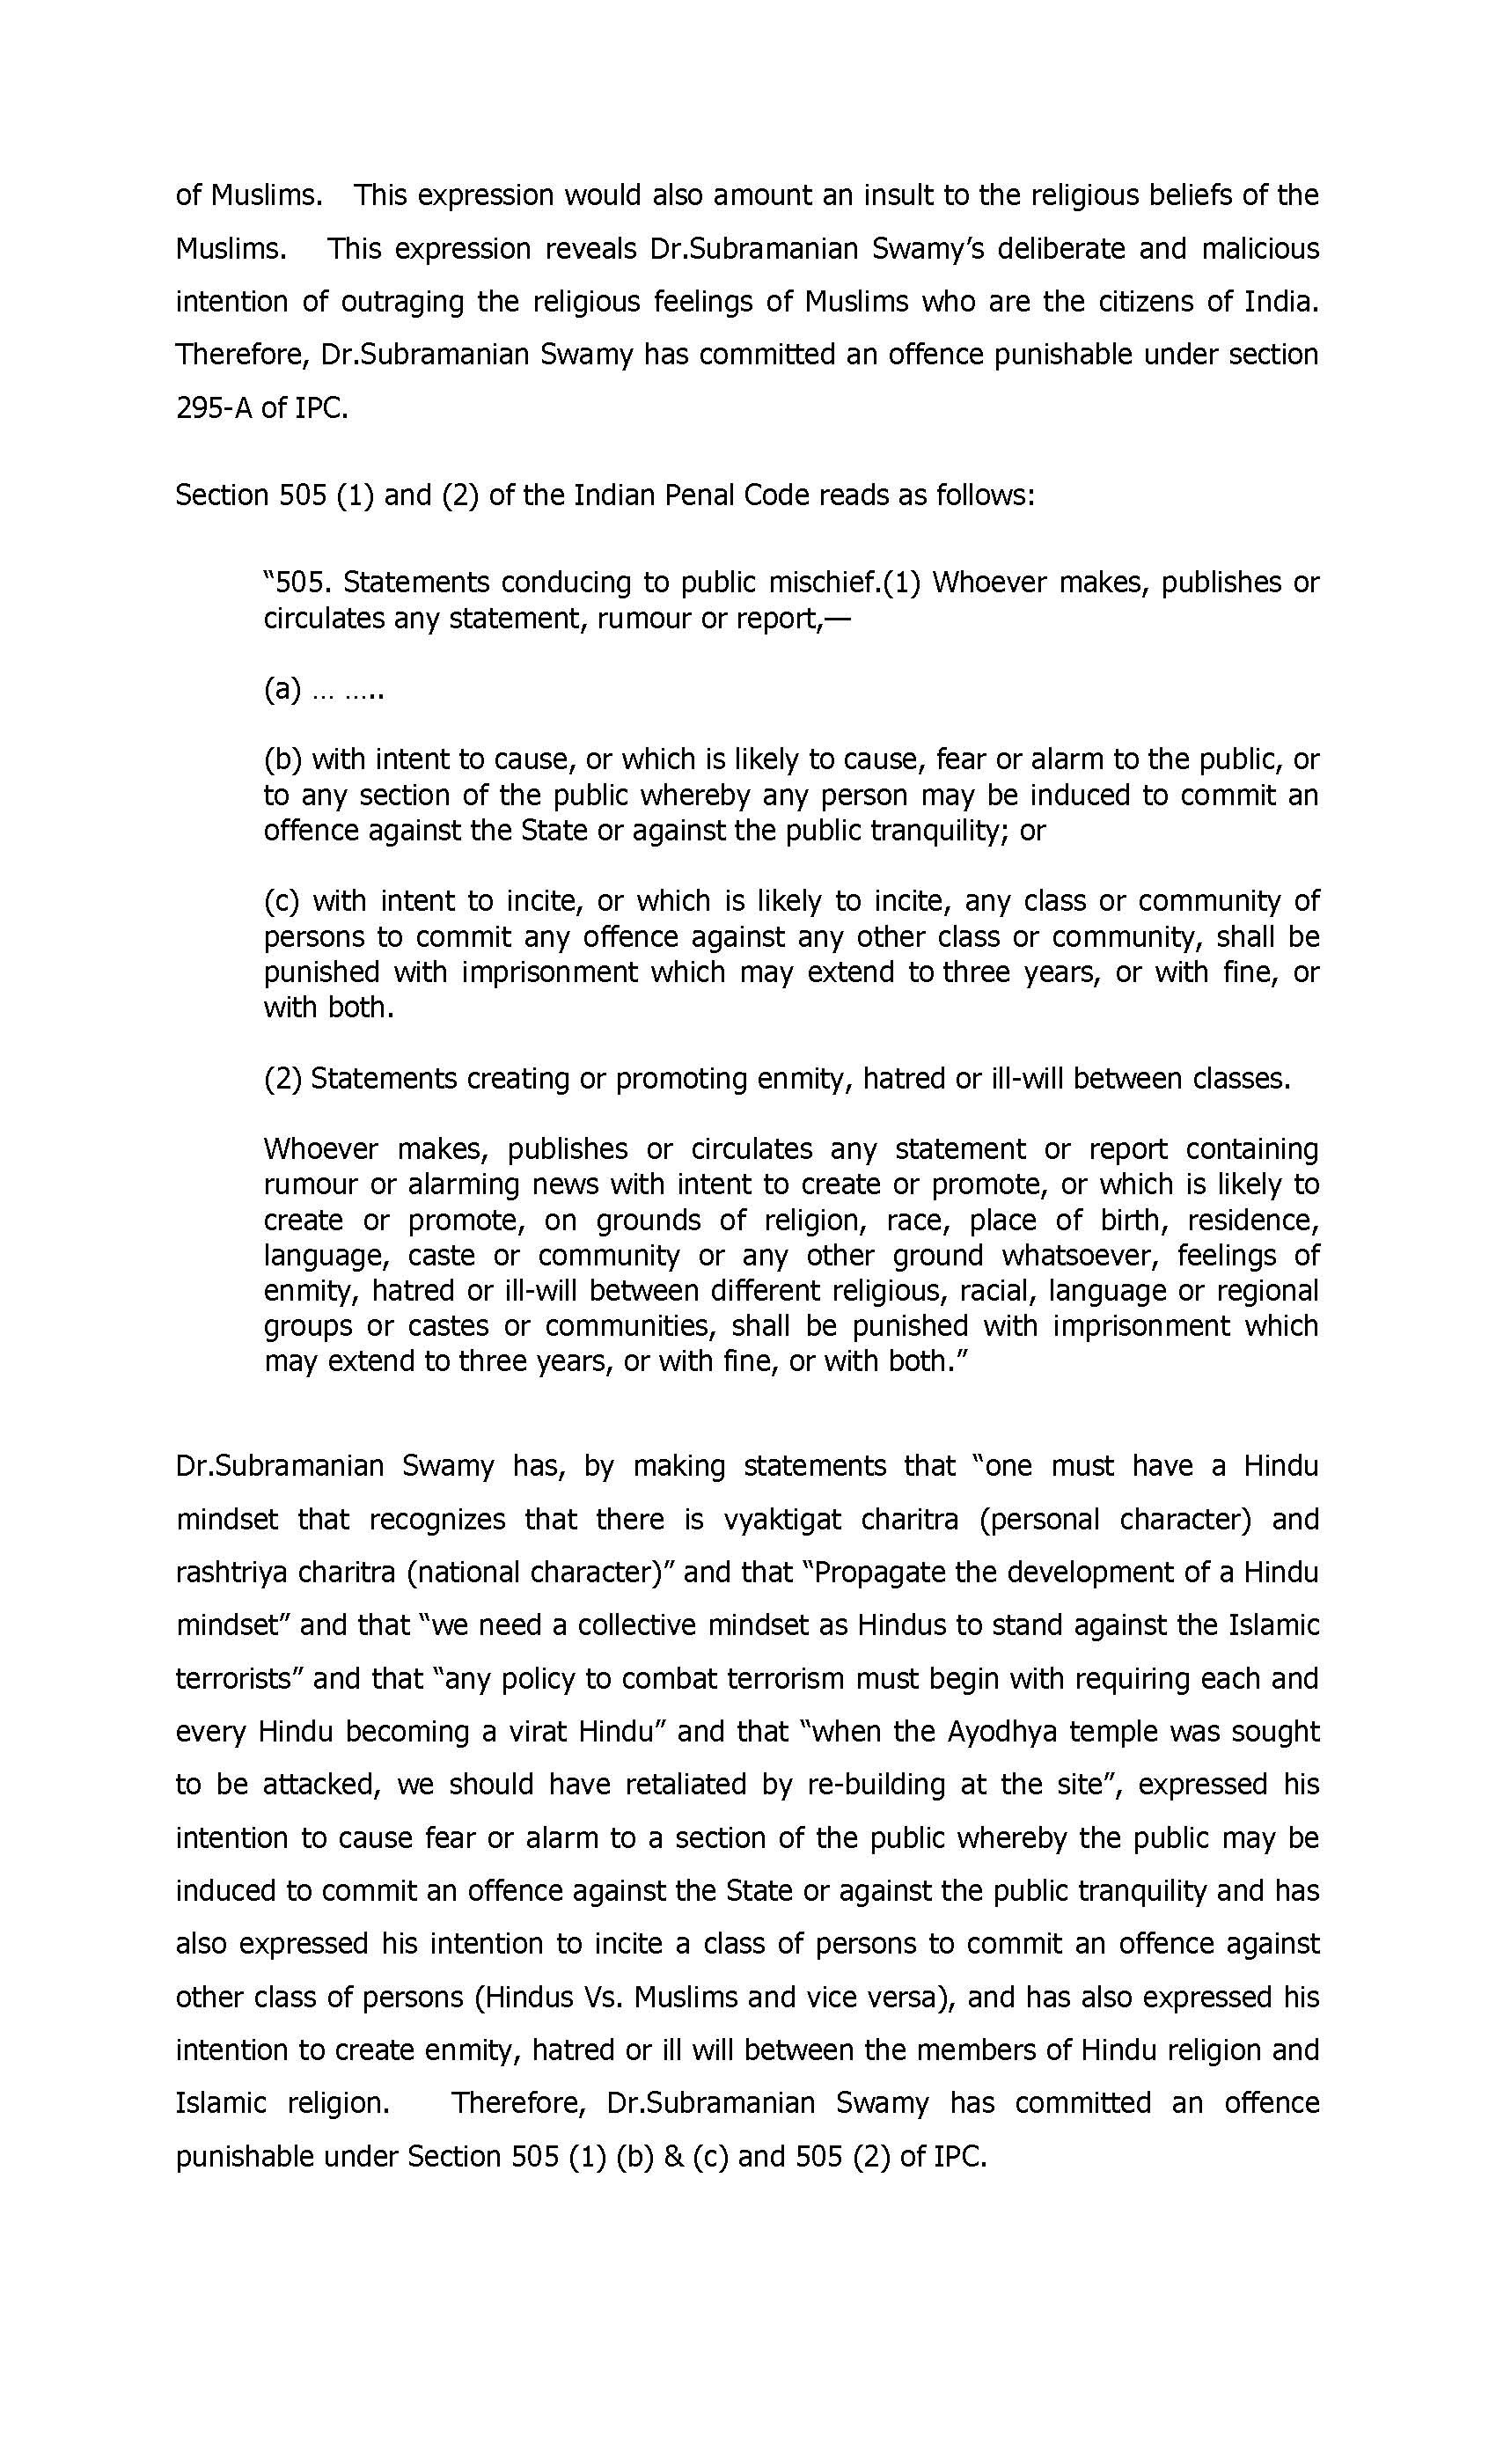 of Muslims. This expression would also amount an insult to the religious beliefs of the
Muslims. This expression reveals Dr.Subramanian Swamy's deliberate and malicious
intention of outraging the religious feelings of Muslims who are the citizens of India.
Therefore, Dr.Subramanian Swamy has committed an offence punishable under section
295-A of IPC.
Section 505 (1) and (2) of the Indian Penal Code reads as follows:
"505. Statements conducing to public mischief.(1) Whoever makes, publishes or
circulates any statement, rumour or report,—
(a) ... .....
(b) with intent to cause, or which is likely to cause, fear or alarm to the public, or
to any section of the public whereby any person may be induced to commit an
offence against the State or against the public tranquility; or
(c) with intent to incite, or which is likely to incite, any class or community of
persons to commit any offence against any other class or community, shall be
punished with imprisonment which may extend to three years, or with fine, or
with both.
(2) Statements creating or promoting enmity, hatred or ill-will between classes.
Whoever makes, publishes or circulates any statement or report containing
rumour or alarming news with intent to create or promote, or which is likely to
create or promote, on grounds of religion, race, place of birth, residence,
language, caste or community or any other ground whatsoever, feelings of
enmity, hatred or ill-will between different religious, racial, language or regional
groups or castes or communities, shall be punished with imprisonment which
may extend to three years, or with fine, or with both."
Dr.Subramanian Swamy has, by making statements that "one must have a Hindu
mindset that recognizes that there is vyaktigat charitra (personal character) and
rashtriya charitra (national character)" and that "Propagate the development of a Hindu
mindset" and that "we need a collective mindset as Hindus to stand against the Islamic
terrorists" and that "any policy to combat terrorism must begin with requiring each and
every Hindu becoming a virat Hindu" and that "when the Ayodhya temple was sought
to be attacked, we should have retaliated by re-building at the site", expressed his
intention to cause fear or alarm to a section of the public whereby the public may be
induced to commit an offence against the State or against the public tranquility and has
also expressed his intention to incite a class of persons to commit an offence against
other class of persons (Hindus Vs. Muslims and vice versa), and has also expressed his
intention to create enmity, hatred or ill will between the members of Hindu religion and
Islamic religion. Therefore, Dr.Subramanian Swamy has committed an offence
punishable under Section 505 (1) (b) & (c) and 505 (2) of IPC.